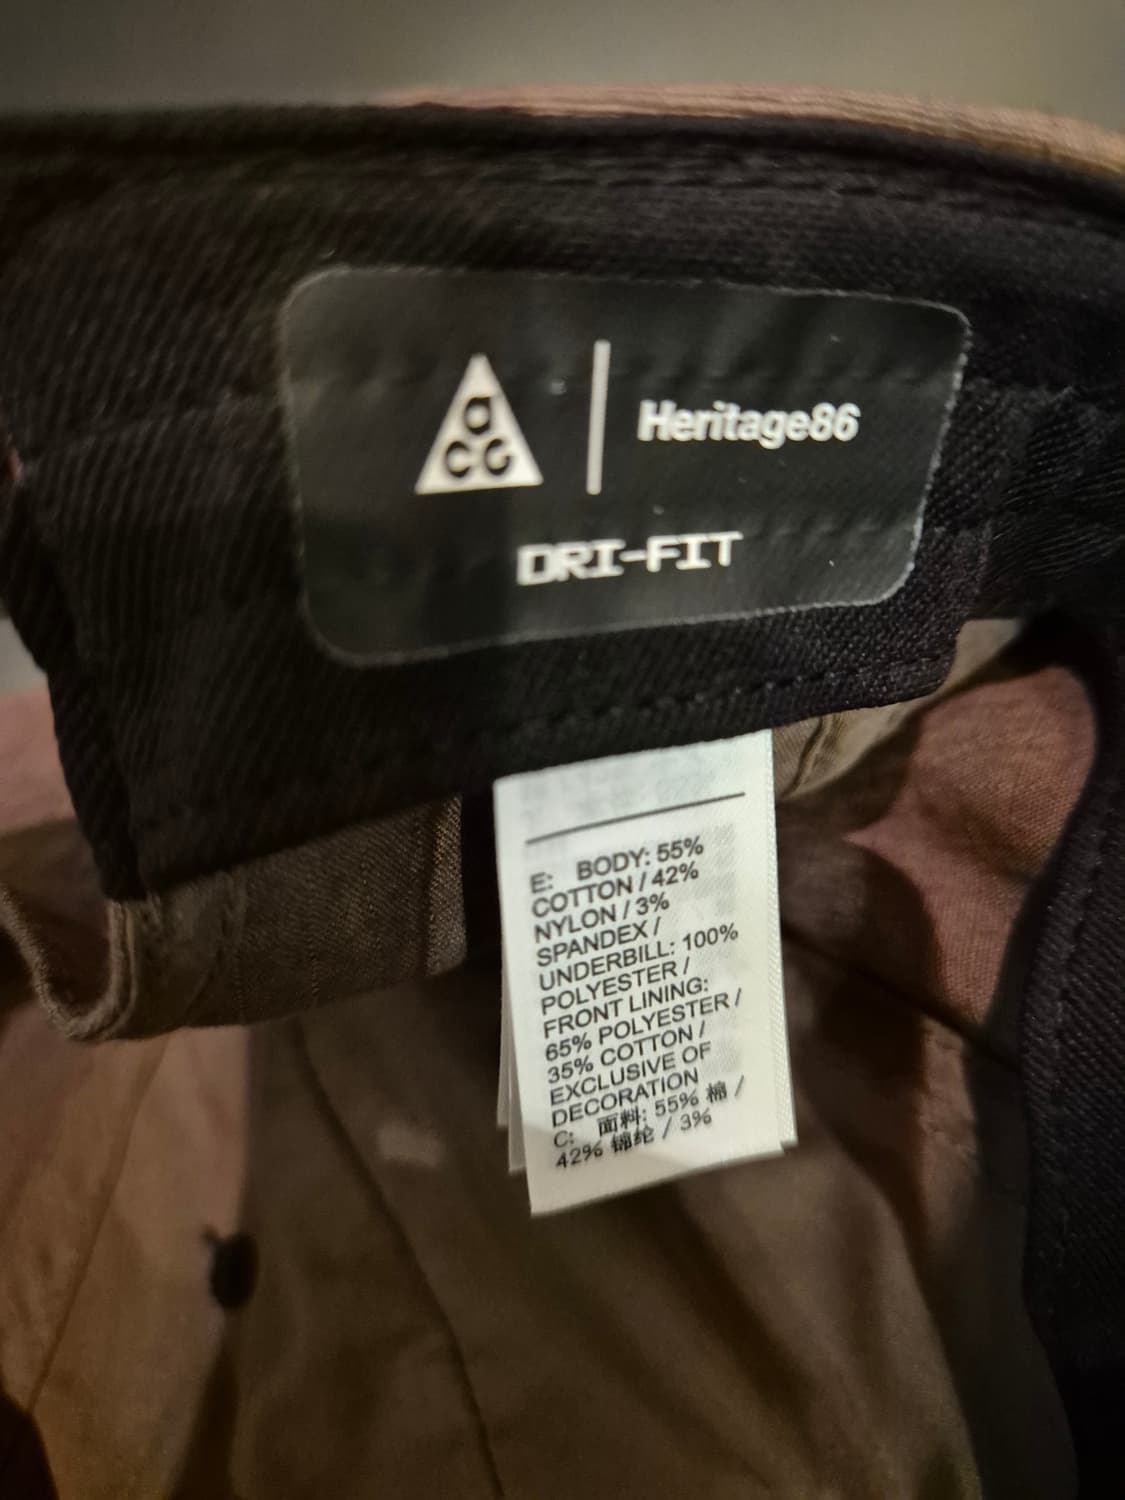 acg
Heritage86
DRI-FIT
E: BODY: 55%
COTTON / 42%
NYLON / 3%
SPANDEX /
UNDERBILL: 100%
POLYESTER /
FRONT LINING:
65% POLYESTER /
35% COTTON /
EXCLUSIVE OF
DECORATION
C: 面料: 55% 棉 /
42% 锦纶 / 3%